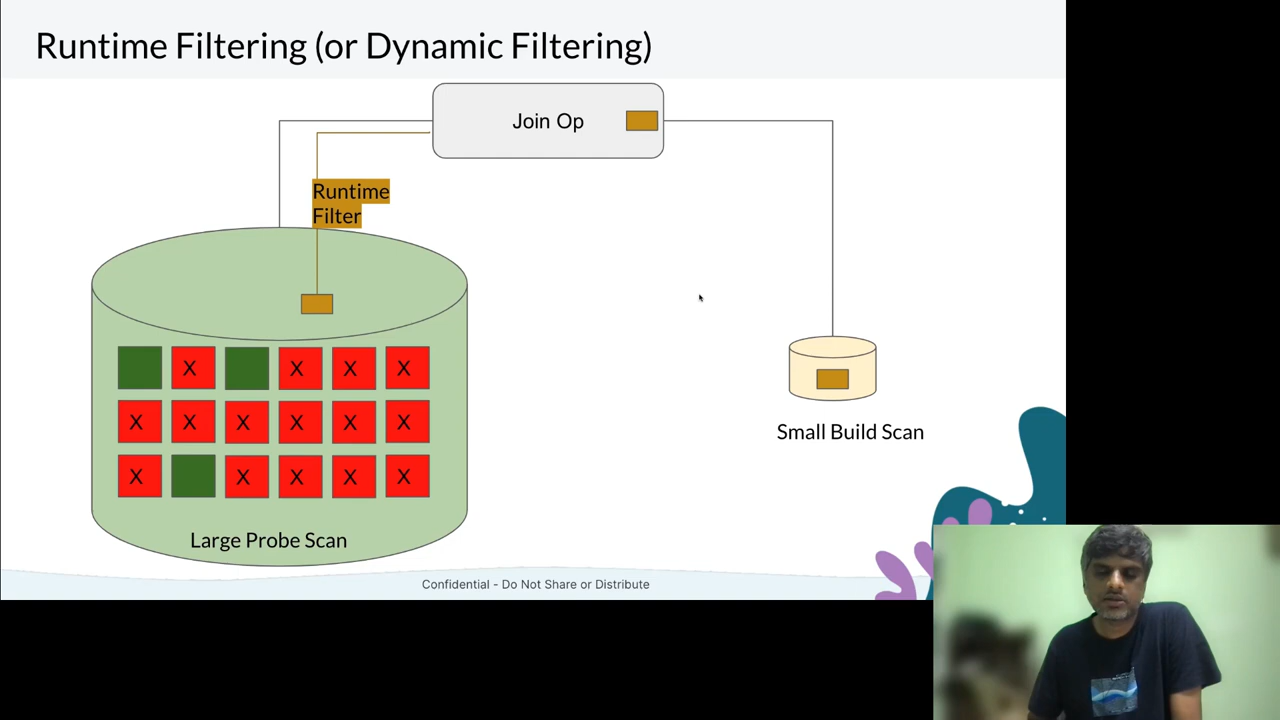 Runtime Filtering (or Dynamic Filtering)
Join Op
Runtime
Filter
X X X X
X X X X X X
X X X X X
Large Probe Scan
Small Build Scan
Confidential - Do Not Share or Distribute